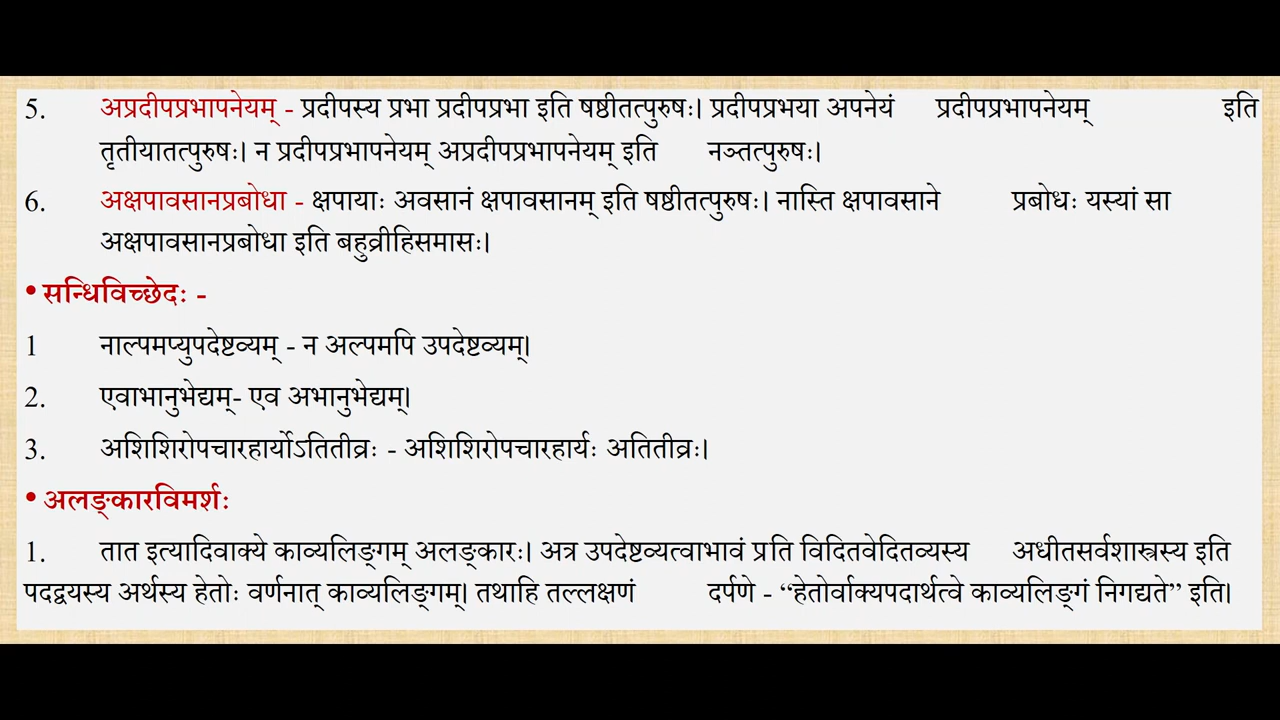 5. अप्रदीपप्रभापनेयम् - प्रदीपस्य प्रभा प्रदीपप्रभा इति षष्ठीतत्पुरुषः। प्रदीपप्रभया अपनेयं प्रदीपप्रभापनेयम् इति
तृतीयातत्पुरुषः। न प्रदीपप्रभापनेयम् अप्रदीपप्रभापनेयम् इति नञ्तत्पुरुषः।
6. अक्षपावसानप्रबोधा - क्षपायाः अवसानं क्षपावसानम् इति षष्ठीतत्पुरुषः। नास्ति क्षपावसाने प्रबोधः यस्यां सा
अक्षपावसानप्रबोधा इति बहुव्रीहिसमासः।
• सन्धिविच्छेदः -
1 नाल्पमप्युपदेष्टव्यम् - न अल्पमपि उपदेष्टव्यम्।
2. एवाभानुभेद्यम्- एव अभानुभेद्यम्।
3. अशिशिरोपचारहार्योऽतितीव्रः - अशिशिरोपचारहार्यः अतितीव्रः।
• अलङ्कारविमर्शः
1. तात इत्यादिवाक्ये काव्यलिङ्गम् अलङ्कारः। अत्र उपदेष्टव्यत्वाभावं प्रति विदितवेदितव्यस्य अधीतसर्वशास्त्रस्य इति
पदद्वयस्य अर्थस्य हेतोः वर्णनात् काव्यलिङ्गम्। तथाहि तल्लक्षणं दर्पणे - “हेतोर्वाक्यपदार्थत्वे काव्यलिङ्गं निगद्यते” इति।